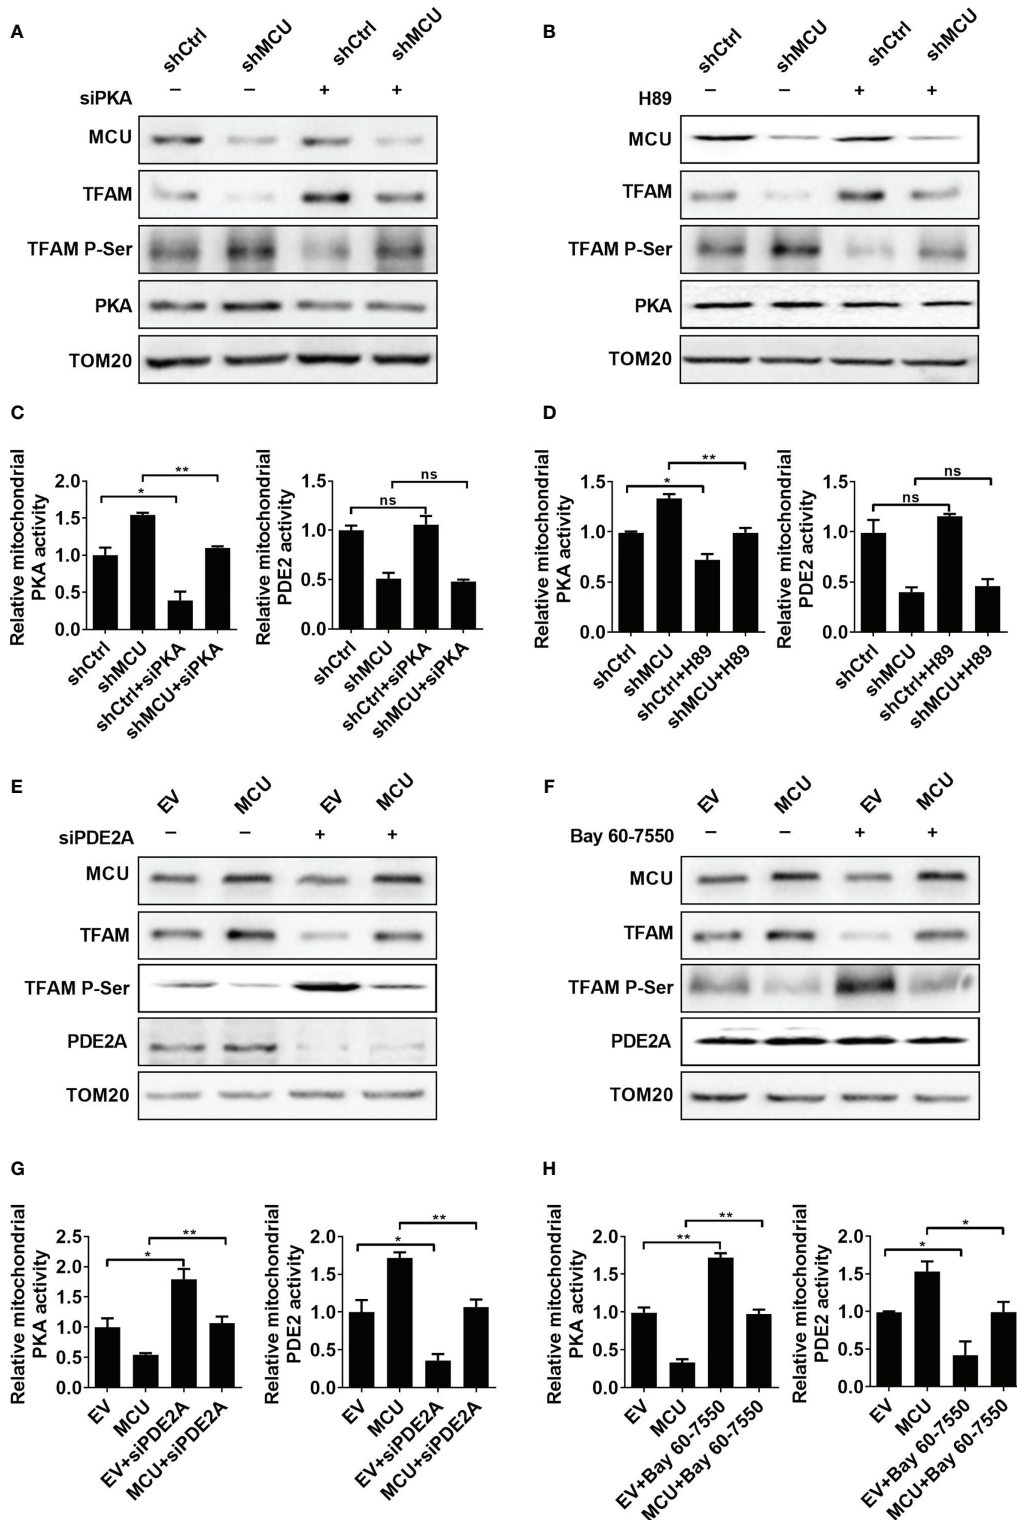 A
shCtrl shMCU shCtrl shMCU
siPKA – – + +
MCU
TFAM
TFAM P-Ser
PKA
TOM20
B
shCtrl shMCU shCtrl shMCU
H89 – – + +
MCU
TFAM
TFAM P-Ser
PKA
TOM20
C
Relative mitochondrial
PKA activity
2.0
1.5
1.0
0.5
0.0
* **
shCtrl shMCU shCtrl+siPKA shMCU+siPKA
Relative mitochondrial
PDE2 activity
1.5
1.0
0.5
0.0
ns ns
shCtrl shMCU shCtrl+siPKA shMCU+siPKA
D
Relative mitochondrial
PKA activity
1.5
1.0
0.5
0.0
* **
shCtrl shMCU shCtrl+H89 shMCU+H89
Relative mitochondrial
PDE2 activity
1.5
1.0
0.5
0.0
ns ns
shCtrl shMCU shCtrl+H89 shMCU+H89
E
EV MCU EV MCU
siPDE2A – – + +
MCU
TFAM
TFAM P-Ser
PDE2A
TOM20
F
EV MCU EV MCU
Bay 60-7550 – – + +
MCU
TFAM
TFAM P-Ser
PDE2A
TOM20
G
Relative mitochondrial
PKA activity
2.5
2.0
1.5
1.0
0.5
0.0
* **
EV MCU EV+siPDE2A MCU+siPDE2A
Relative mitochondrial
PDE2 activity
2.0
1.5
1.0
0.5
0.0
* **
EV MCU EV+siPDE2A MCU+siPDE2A
H
Relative mitochondrial
PKA activity
2.0
1.5
1.0
0.5
0.0
** **
EV MCU EV+Bay 60-7550 MCU+Bay 60-7550
Relative mitochondrial
PDE2 activity
2.0
1.5
1.0
0.5
0.0
* *
EV MCU EV+Bay 60-7550 MCU+Bay 60-7550